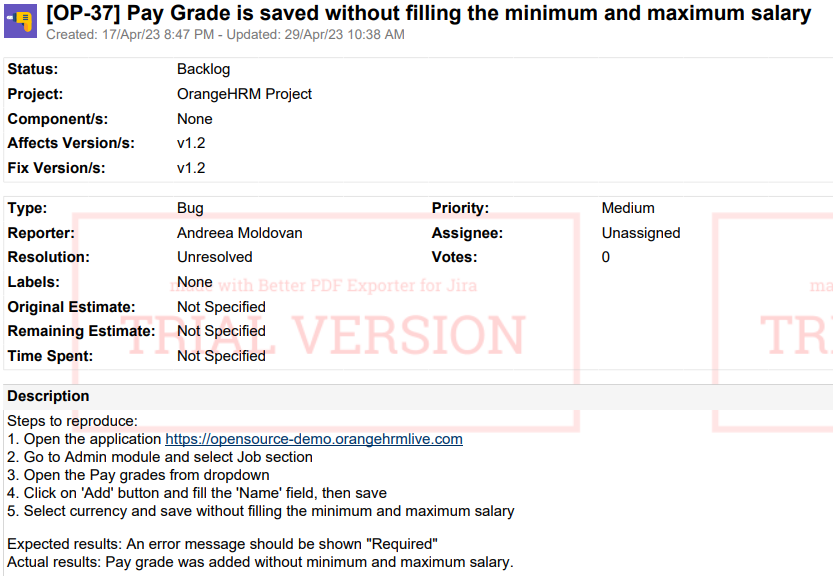 [OP-37] Pay Grade is saved without filling the minimum and maximum salary
Created: 17/Apr/23 8:47 PM - Updated: 29/Apr/23 10:38 AM
Status: Backlog
Project: OrangeHRM Project
Component/s: None
Affects Version/s: v1.2
Fix Version/s: v1.2
Type: Bug Priority: Medium
Reporter: Andreea Moldovan Assignee: Unassigned
Resolution: Unresolved Votes: 0
Labels: None
made with Better PDF Exporter for Jira ma
Original Estimate: Not Specified
Remaining Estimate: Not Specified
TRIAL VERSION TR
Time Spent: Not Specified
Description
Steps to reproduce:
1. Open the application https://opensource-demo.orangehrmlive.com
2. Go to Admin module and select Job section
3. Open the Pay grades from dropdown
4. Click on 'Add' button and fill the 'Name' field, then save
5. Select currency and save without filling the minimum and maximum salary
Expected results: An error message should be shown "Required"
Actual results: Pay grade was added without minimum and maximum salary.